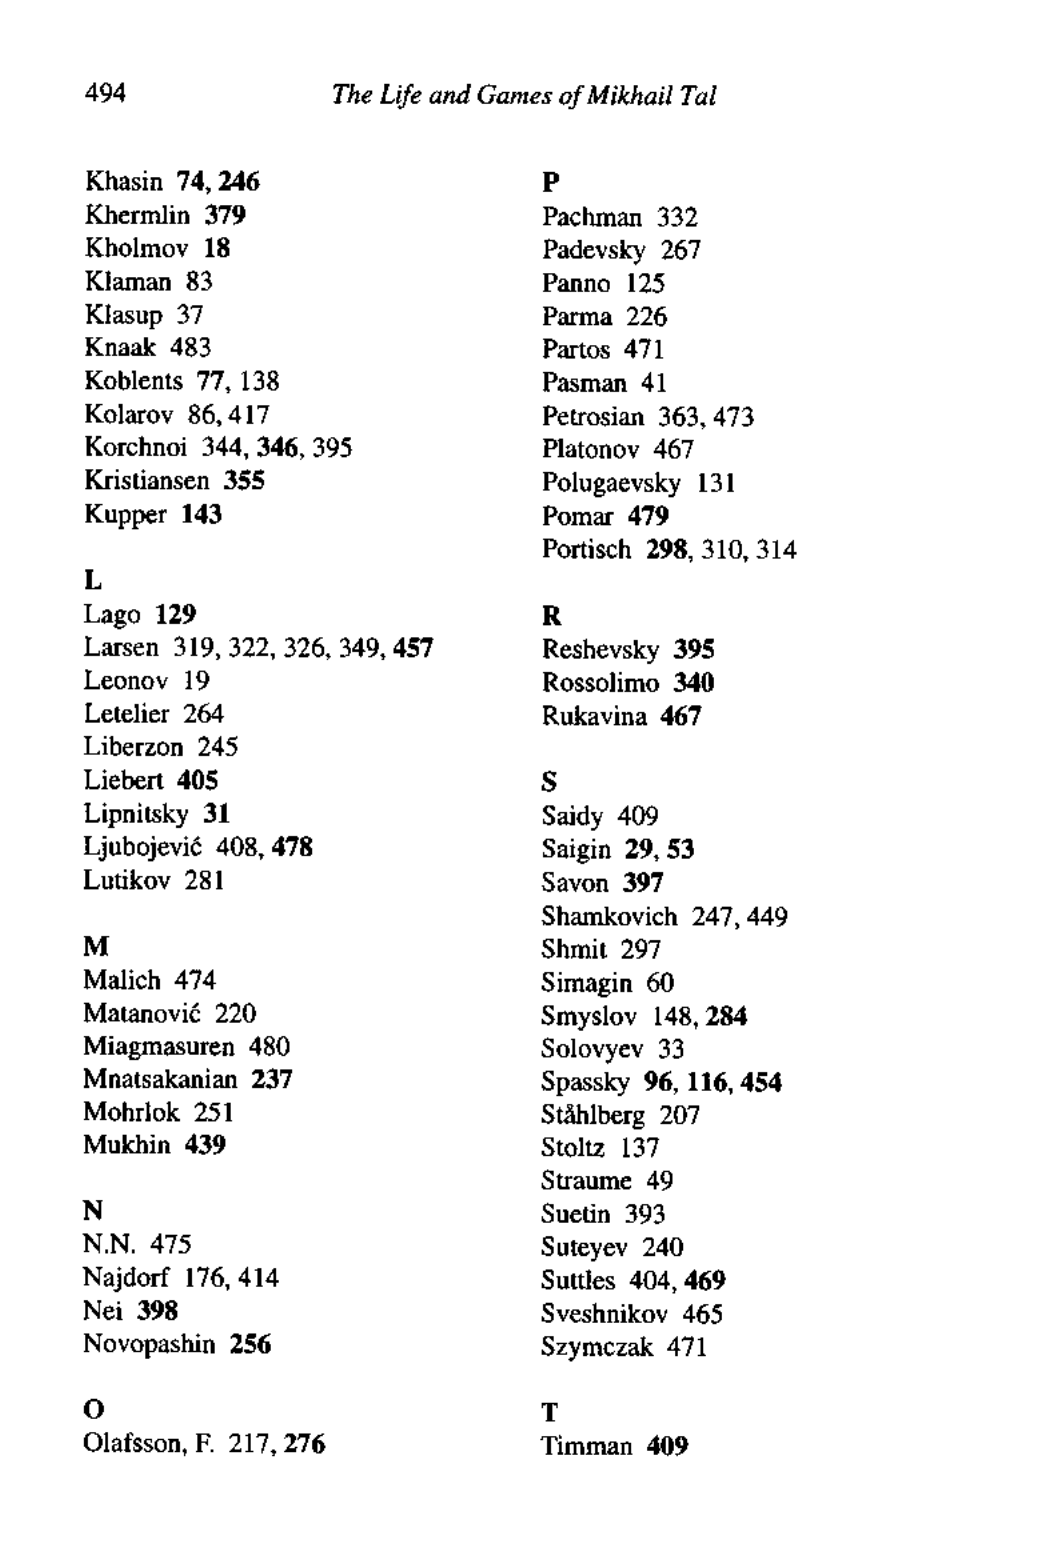 494 The Life and Games of Mikhail Tal
Khasin 74, 246
Khermlin 379
Kholmov 18
Klaman 83
Klasup 37
Knaak 483
Koblents 77, 138
Kolarov 86, 417
Korchnoi 344, 346, 395
Kristiansen 355
Kupper 143
L
Lago 129
Larsen 319, 322, 326, 349, 457
Leonov 19
Letelier 264
Liberzon 245
Liebert 405
Lipnitsky 31
Ljubojević 408, 478
Lutikov 281
M
Malich 474
Matanović 220
Miagmasuren 480
Mnatsakanian 237
Mohrlok 251
Mukhin 439
N
N.N. 475
Najdorf 176, 414
Nei 398
Novopashin 256
O
Olafsson, F. 217, 276
P
Pachman 332
Padevsky 267
Panno 125
Parma 226
Partos 471
Pasman 41
Petrosian 363, 473
Platonov 467
Polugaevsky 131
Pomar 479
Portisch 298, 310, 314
R
Reshevsky 395
Rossolimo 340
Rukavina 467
S
Saidy 409
Saigin 29, 53
Savon 397
Shamkovich 247, 449
Shmit 297
Simagin 60
Smyslov 148, 284
Solovyev 33
Spassky 96, 116, 454
Ståhlberg 207
Stoltz 137
Straume 49
Suetin 393
Suteyev 240
Suttles 404, 469
Sveshnikov 465
Szymczak 471
T
Timman 409